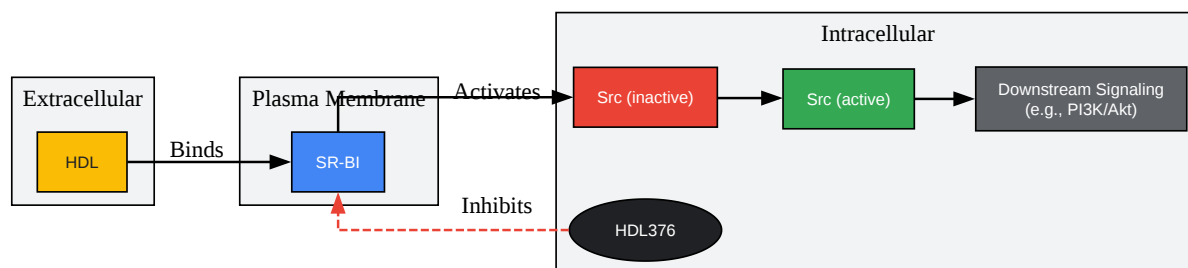 Intracellular
Extracellular
Plasma Membrane
Activates
Src (inactive)
Src (active)
Downstream Signaling
(e.g., PI3K/Akt)
HDL
Binds
SR-BI
Inhibits
HDL376